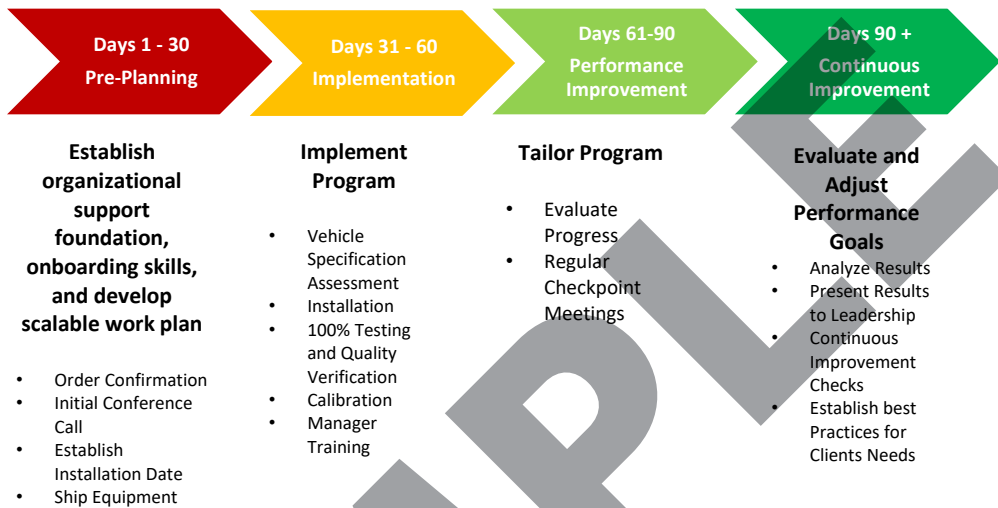 Days 1 - 30
Pre-Planning
Days 31 - 60
Implementation
Days 61-90
Performance
Improvement
Days 90 +
Continuous
Improvement
Establish
organizational
support
foundation,
onboarding skills,
and develop
scalable work plan
• Order Confirmation
• Initial Conference
Call
• Establish
Installation Date
• Ship Equipment
Implement
Program
• Vehicle
Specification
Assessment
• Installation
• 100% Testing
and Quality
Verification
• Calibration
• Manager
Training
Tailor Program
• Evaluate
Progress
• Regular
Checkpoint
Meetings
Evaluate and
Adjust
Performance
Goals
• Analyze Results
• Present Results
to Leadership
• Continuous
Improvement
Checks
• Establish best
Practices for
Clients Needs
PLE